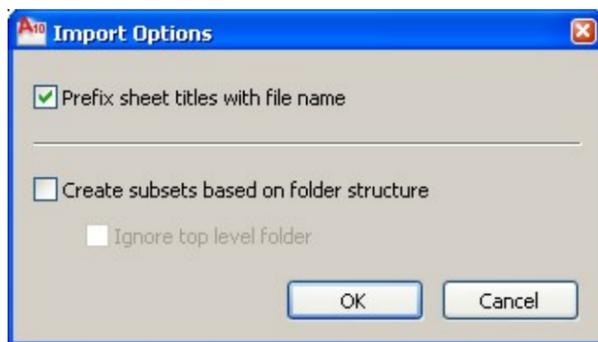 A10 Import Options
Prefix sheet titles with file name
Create subsets based on folder structure
Ignore top level folder
OK Cancel